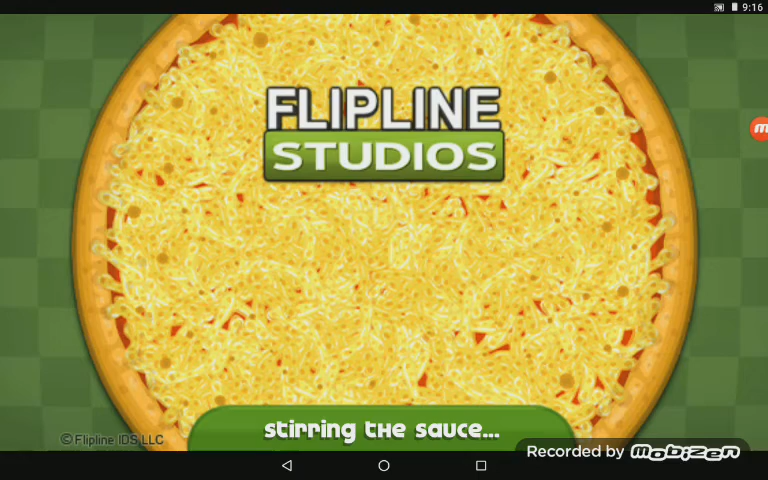 9:16
FLIPLINE
STUDIOS
stirring the sauce...
© Flipline IDS, LLC
Recorded by mobizen